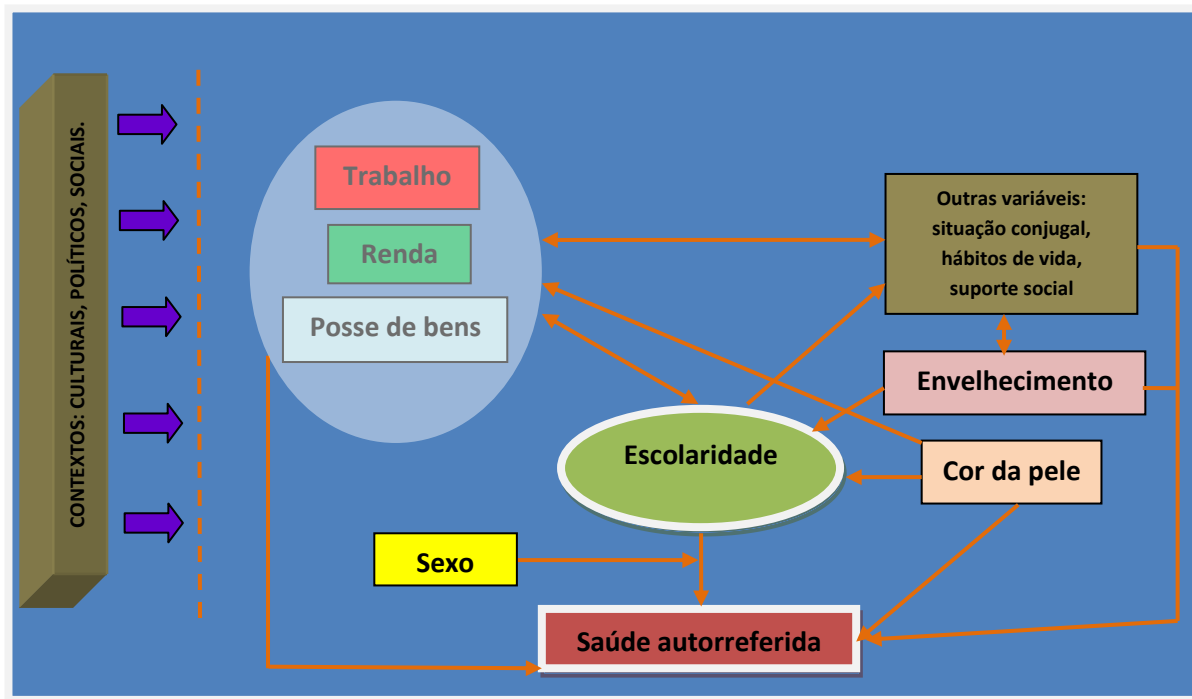 CONTEXTOS: CULTURAIS, POLÍTICOS, SOCIAIS.
Trabalho
Renda
Posse de bens
Outras variáveis:
situação conjugal,
hábitos de vida,
suporte social
Envelhecimento
Escolaridade
Cor da pele
Sexo
Saúde autorreferida